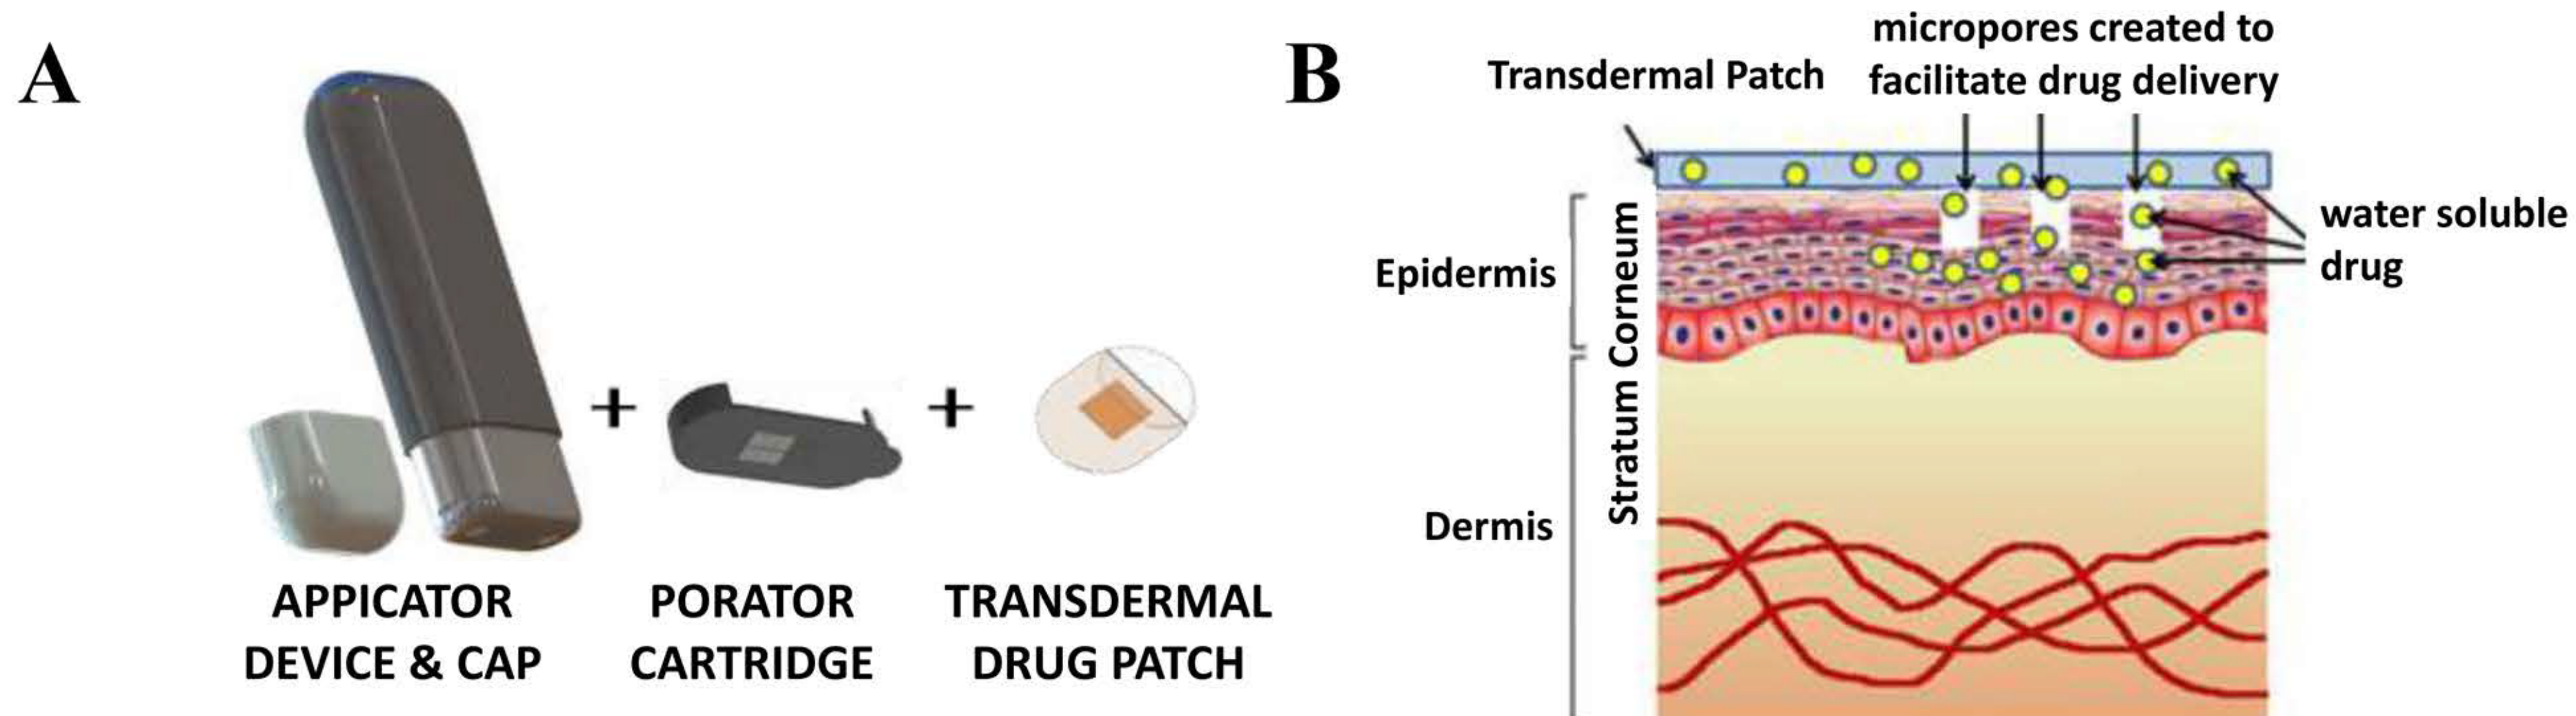 A
APPICATOR
DEVICE & CAP
+
PORATOR
CARTRIDGE
+
TRANSDERMAL
DRUG PATCH
B
Transdermal Patch
micropores created to
facilitate drug delivery
Epidermis
Stratum Corneum
Dermis
water soluble
drug